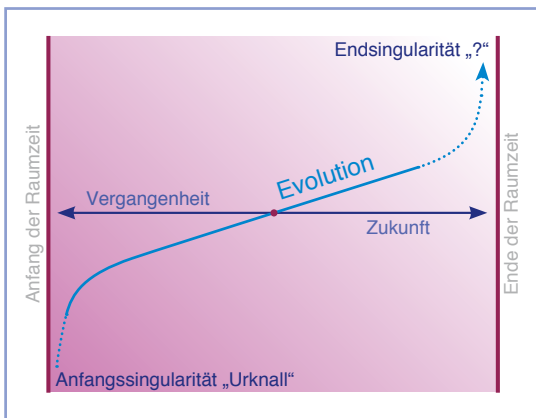 Endsingularität „?“
Evolution
Vergangenheit
Zukunft
Anfangssingularität „Urknall“
Anfang der Raumzeit
Ende der Raumzeit